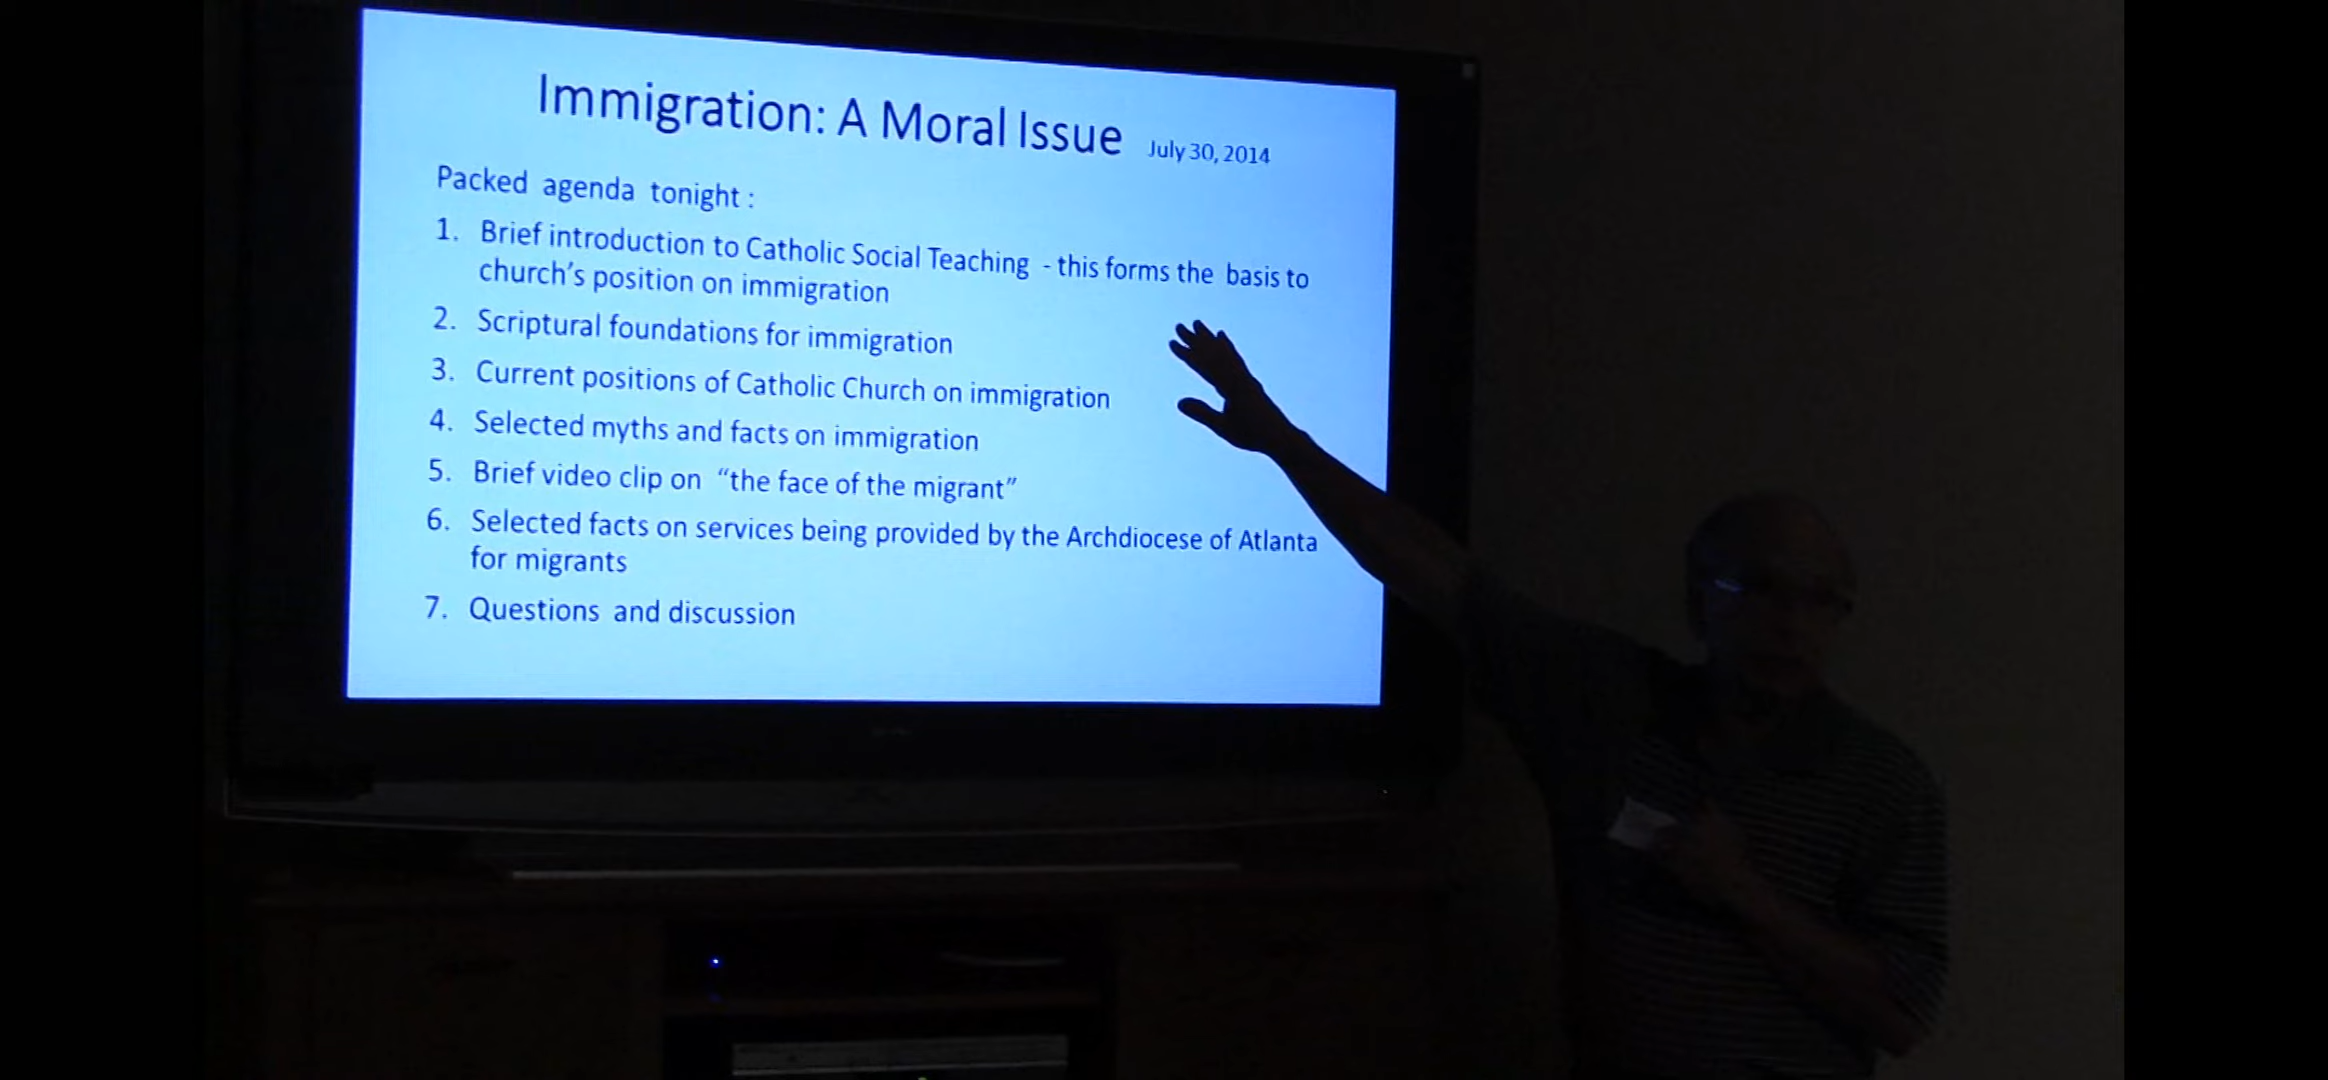 Immigration: A Moral Issue July 30, 2014
Packed agenda tonight :
1. Brief introduction to Catholic Social Teaching - this forms the basis to
church's position on immigration
2. Scriptural foundations for immigration
3. Current positions of Catholic Church on immigration
4. Selected myths and facts on immigration
5. Brief video clip on “the face of the migrant”
6. Selected facts on services being provided by the Archdiocese of Atlanta
for migrants
7. Questions and discussion